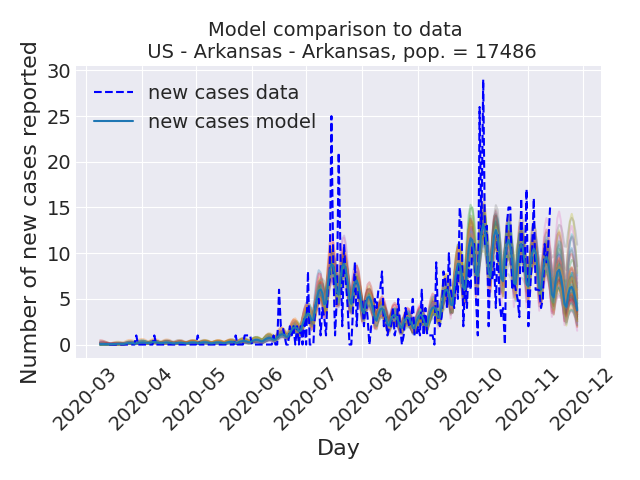 Model comparison to data
US - Arkansas - Arkansas, pop. = 17486
Number of new cases reported
30
25
20
15
10
5
0
new cases data
new cases model
2020-03
2020-04
2020-05
2020-06
2020-07
2020-08
2020-09
2020-10
2020-11
2020-12
Day